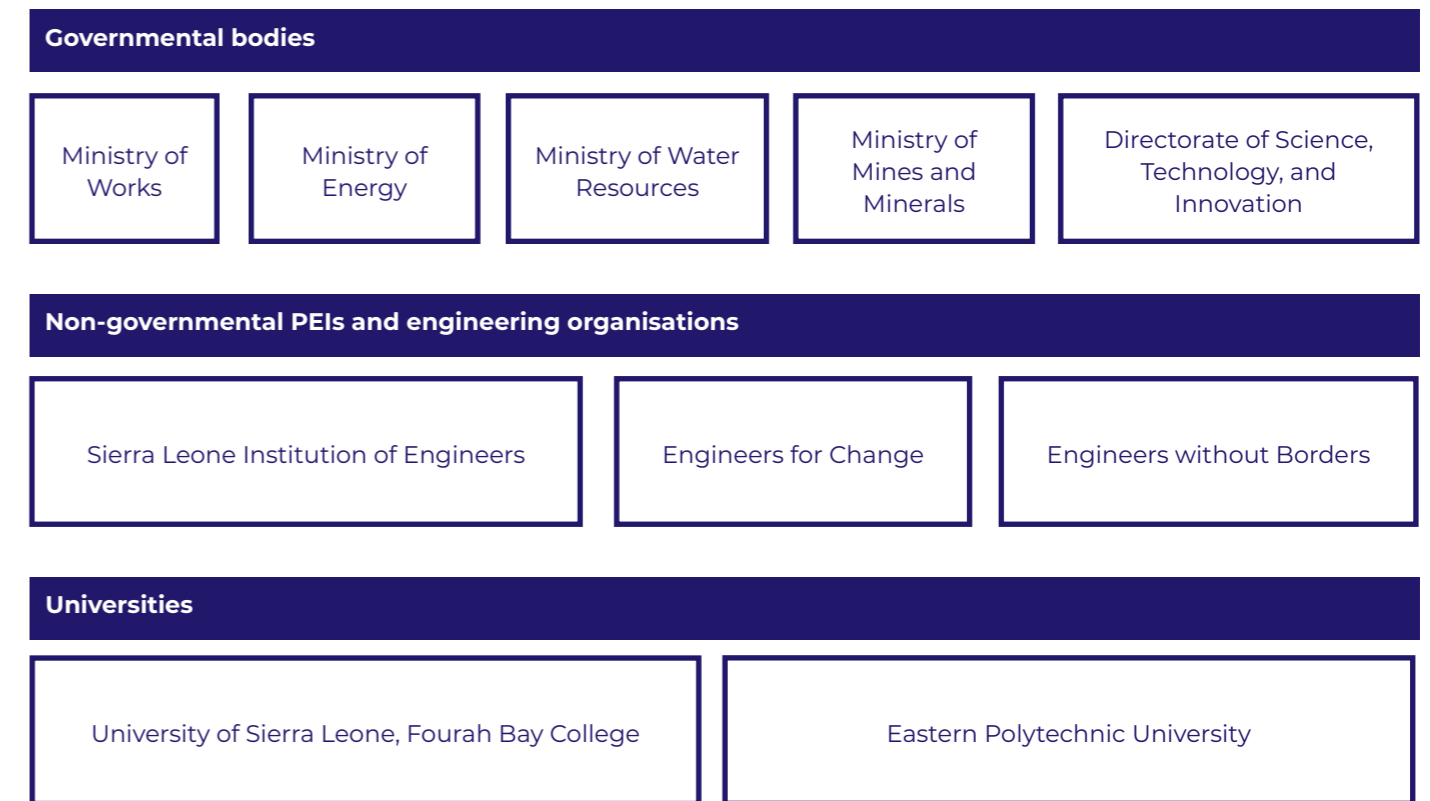 Governmental bodies
Ministry of
Works
Ministry of
Energy
Ministry of Water
Resources
Ministry of
Mines and
Minerals
Directorate of Science,
Technology, and
Innovation
Non-governmental PEIs and engineering organisations
Sierra Leone Institution of Engineers
Engineers for Change
Engineers without Borders
Universities
University of Sierra Leone, Fourah Bay College
Eastern Polytechnic University